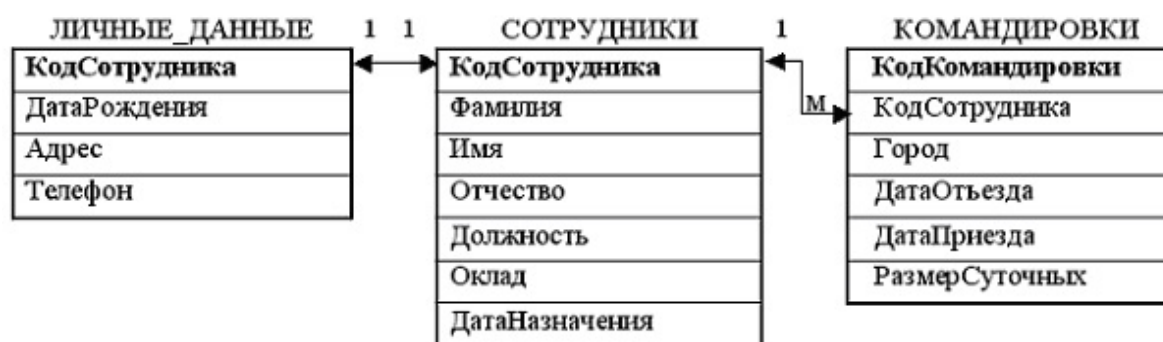 ЛИЧНЫЕ_ДАННЫЕ 1 1 СОТРУДНИКИ 1 КОМАНДИРОВКИ
КодСотрудника
ДатаРождения
Адрес
Телефон
КодСотрудника
Фамилия
Имя
Отчество
Должность
Оклад
ДатаНазначения
М
КодКомандировки
КодСотрудника
Город
ДатаОтъезда
ДатаПриезда
РазмерСуточных